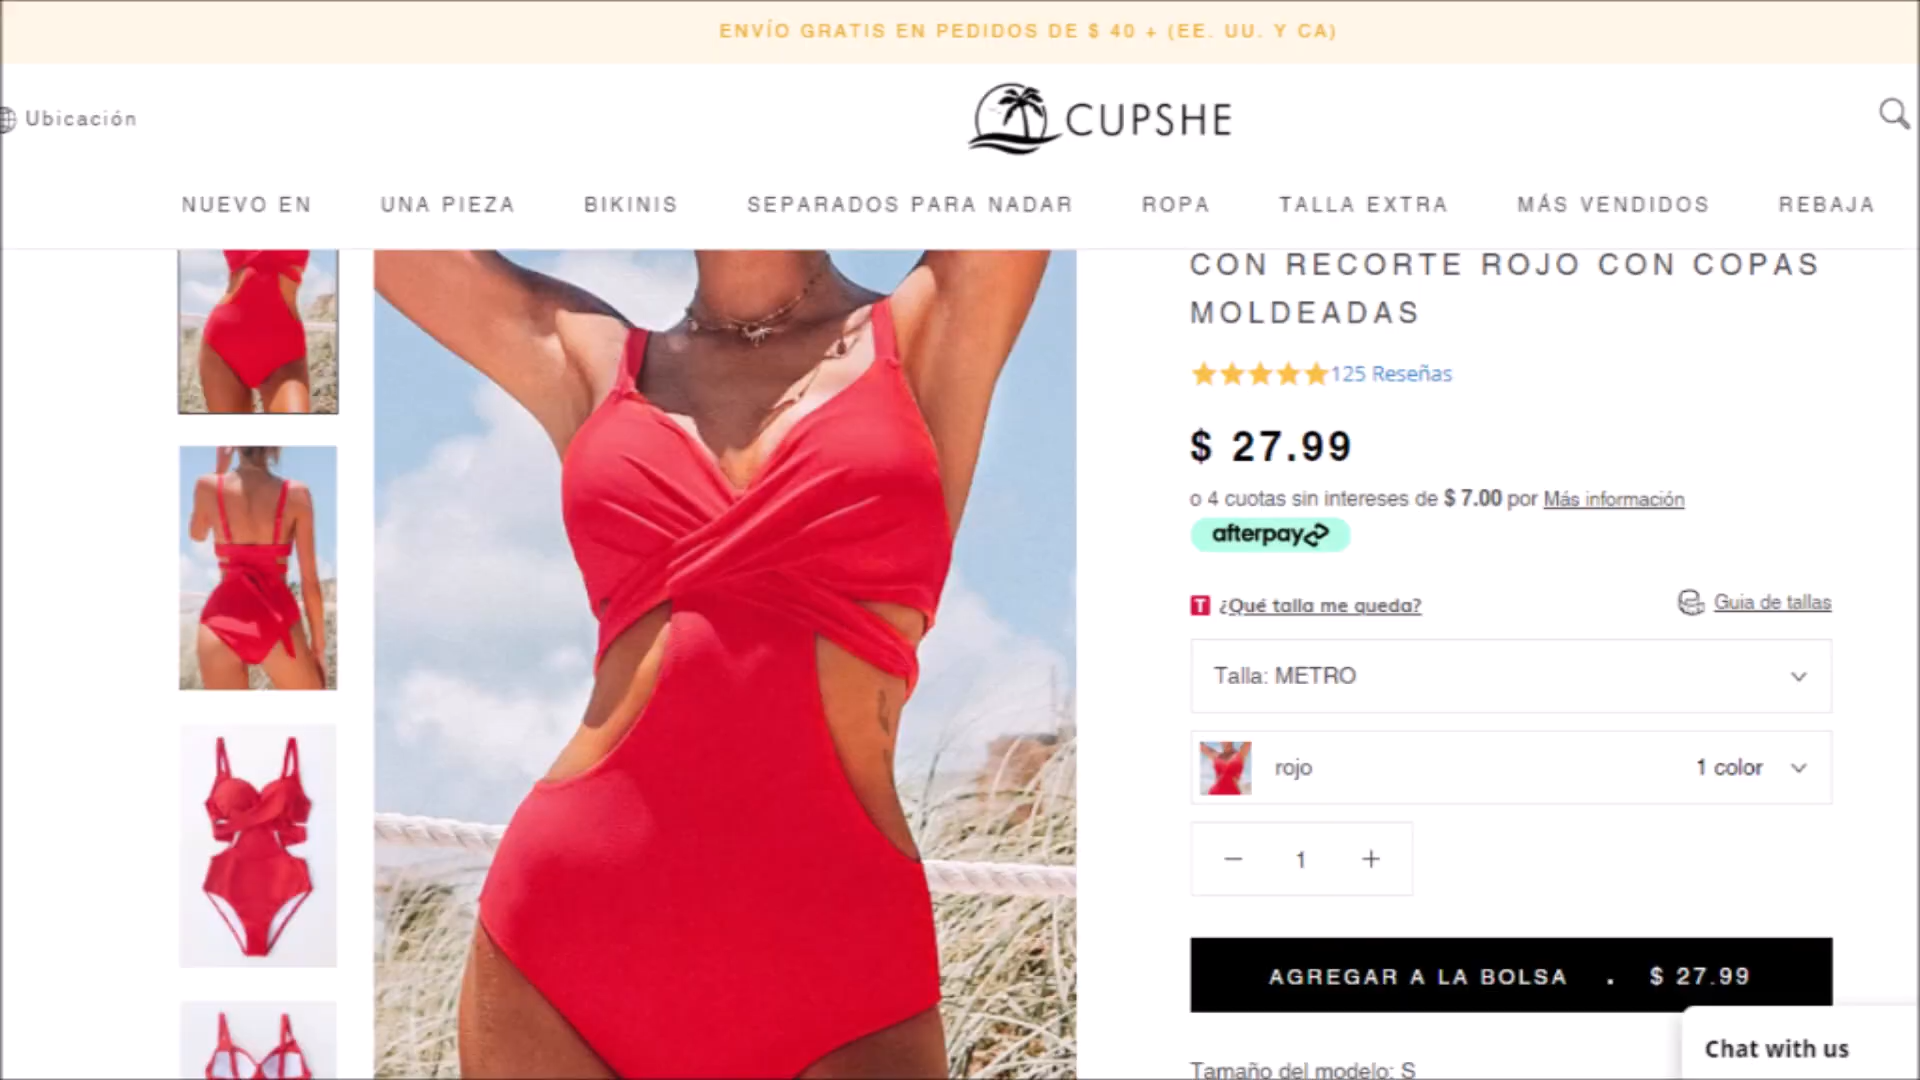 ENVÍO GRATIS EN PEDIDOS DE $ 40 + (EE. UU. Y CA)
Ubicación
CUPSHE
NUEVO EN
UNA PIEZA
BIKINIS
SEPARADOS PARA NADAR
ROPA
TALLA EXTRA
MÁS VENDIDOS
REBAJA
CON RECORTE ROJO CON COPAS
MOLDEADAS
125 Reseñas
$ 27.99
o 4 cuotas sin intereses de $ 7.00 por Más información
afterpay
T ¿Qué talla me queda?
Guia de tallas
Talla: METRO
rojo
1 color
− 1 +
AGREGAR A LA BOLSA . $ 27.99
Chat with us
Tamaño del modelo: S